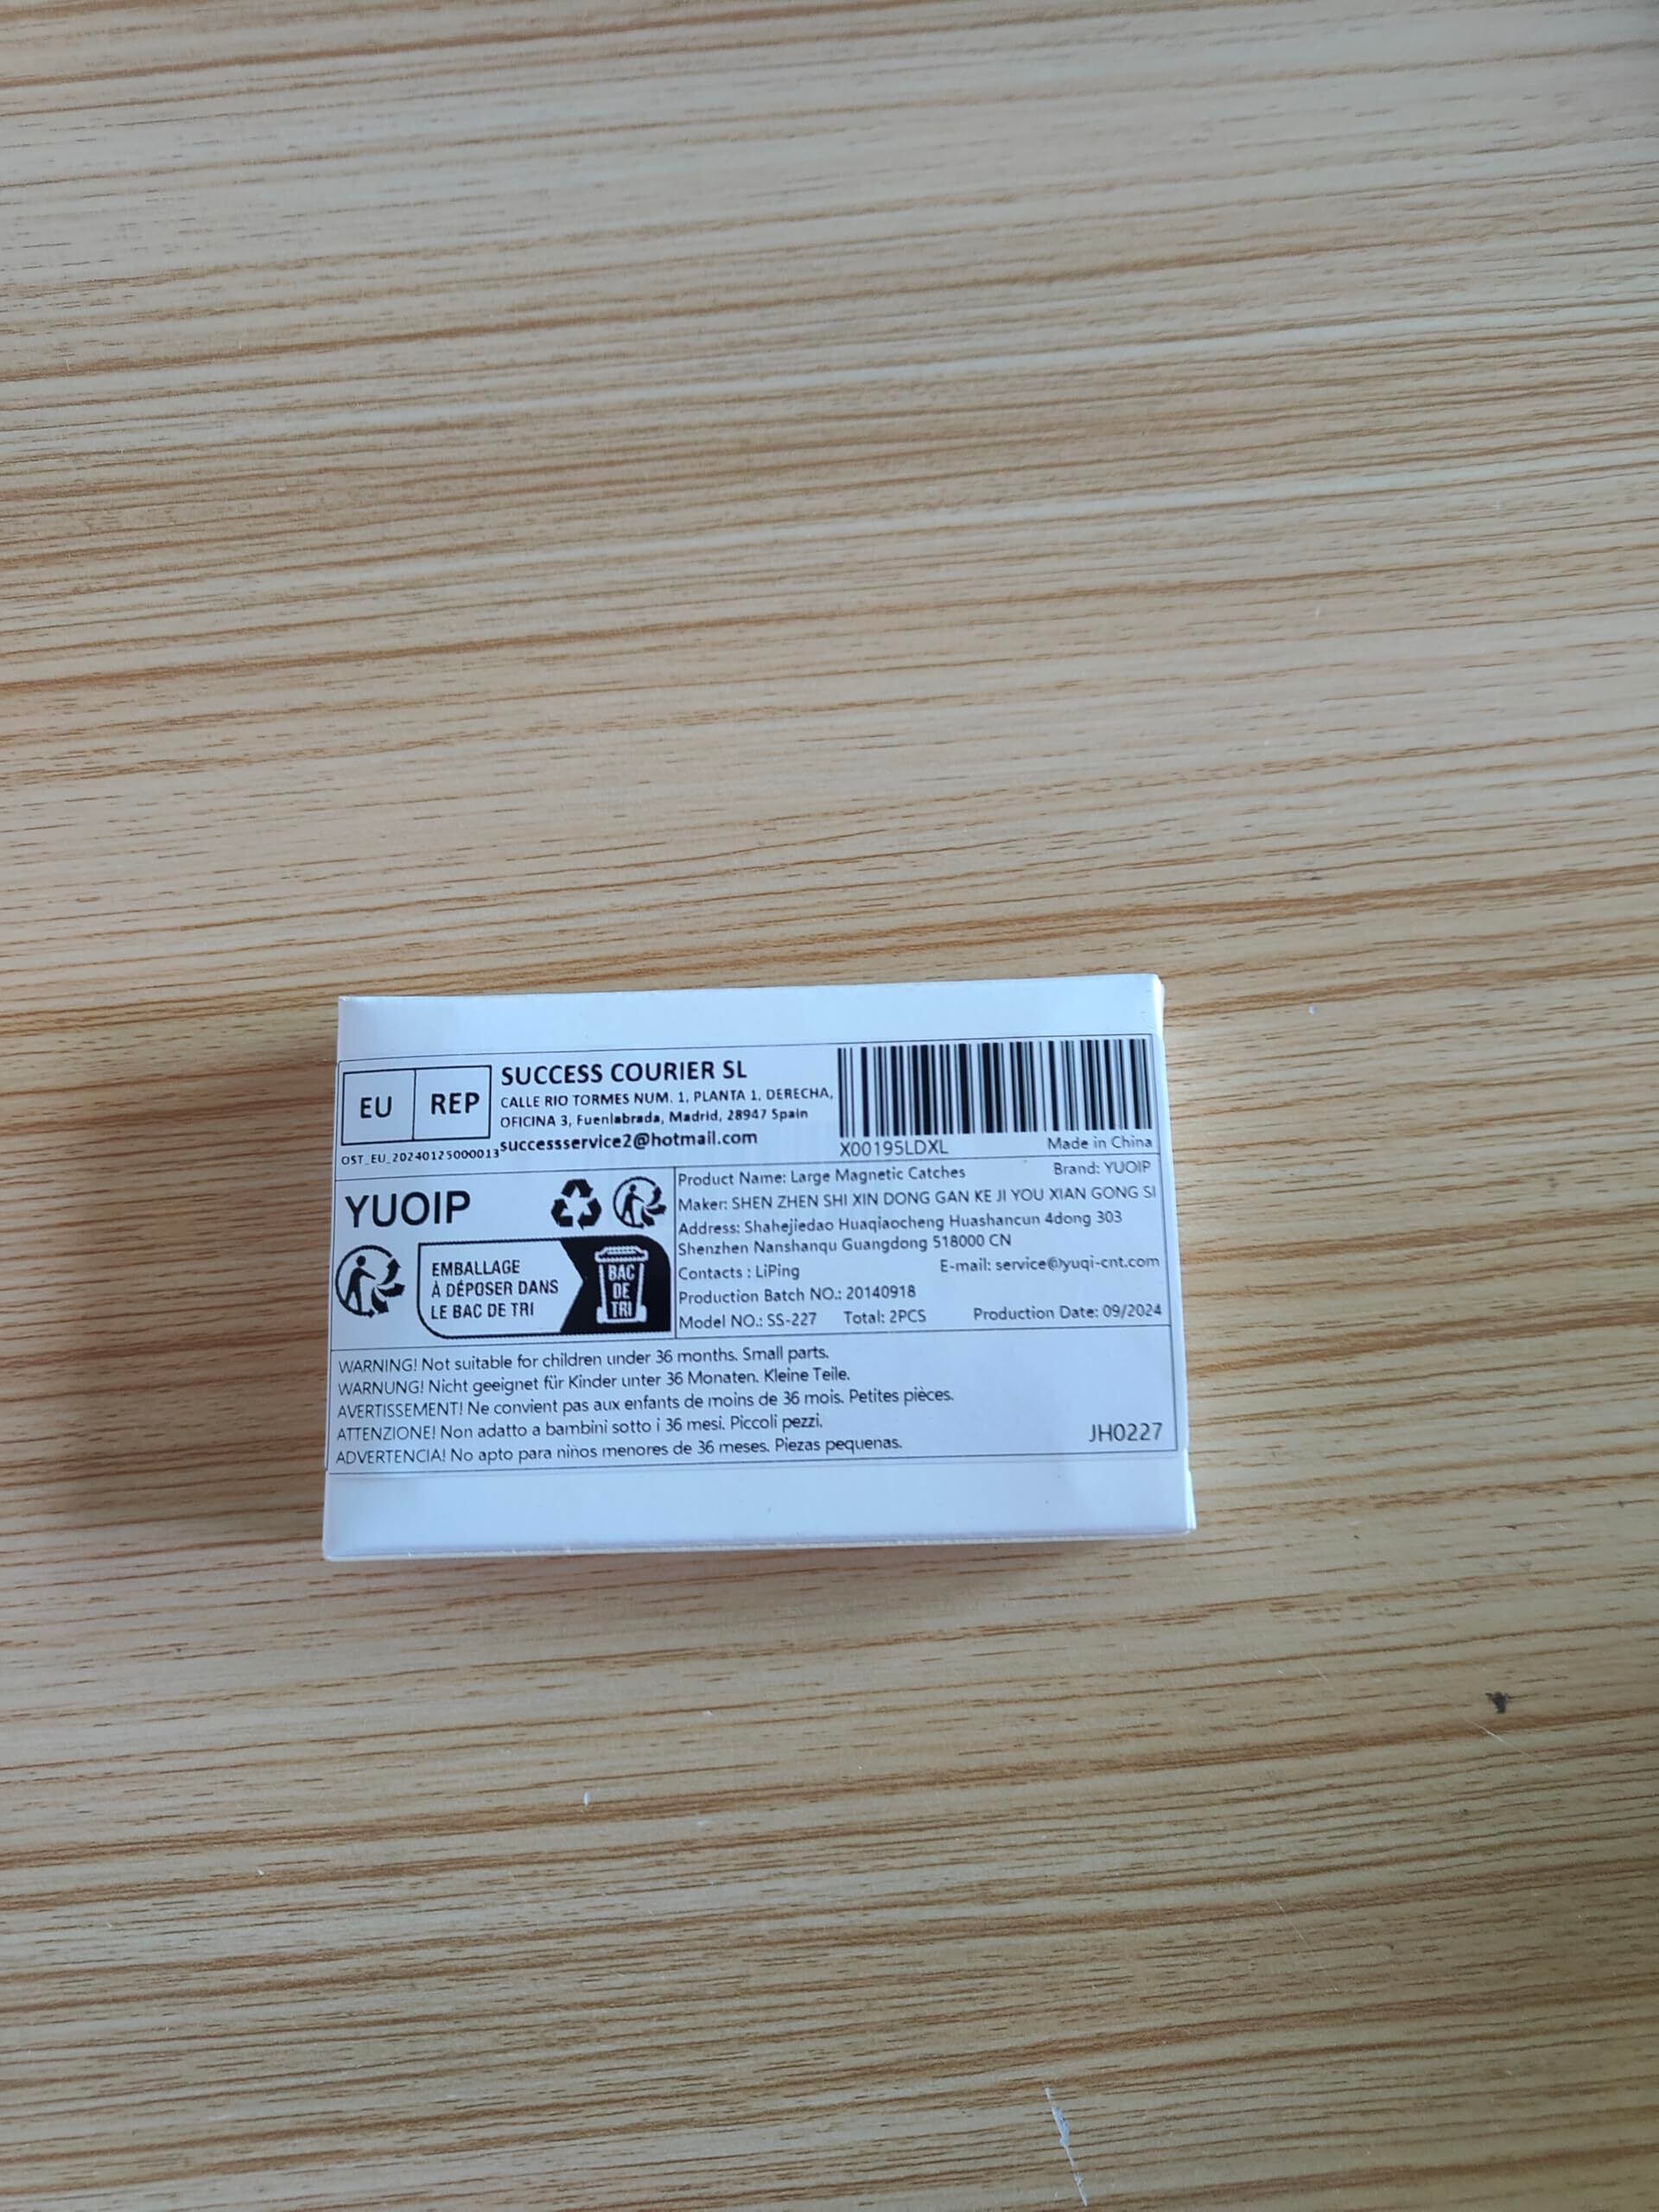 EU REP
SUCCESS COURIER SL
CALLE RIO TORMES NUM. 1, PLANTA 1, DERECHA,
OFICINA 3, Fuenlabrada, Madrid, 28947 Spain
successservice2@hotmail.com
OST_EU_20240125000013
X0019SLDXL
Made in China
YUOIP
EMBALLAGE
À DÉPOSER DANS
LE BAC DE TRI
BAC
DE
TRI
Product Name: Large Magnetic Catches Brand: YUOIP
Maker: SHEN ZHEN SHI XIN DONG GAN KE JI YOU XIAN GONG SI
Address: Shahejiedao Huaqiaocheng Huashancun 4dong 303
Shenzhen Nanshanqu Guangdong 518000 CN
Contacts : LiPing E-mail: service@yuqi-cnt.com
Production Batch NO.: 20140918
Model NO.: SS-227 Total: 2PCS Production Date: 09/2024
WARNING! Not suitable for children under 36 months. Small parts.
WARNUNG! Nicht geeignet für Kinder unter 36 Monaten. Kleine Teile.
AVERTISSEMENT! Ne convient pas aux enfants de moins de 36 mois. Petites pièces.
ATTENZIONE! Non adatto a bambini sotto i 36 mesi. Piccoli pezzi.
ADVERTENCIA! No apto para niños menores de 36 meses. Piezas pequenas.
JH0227